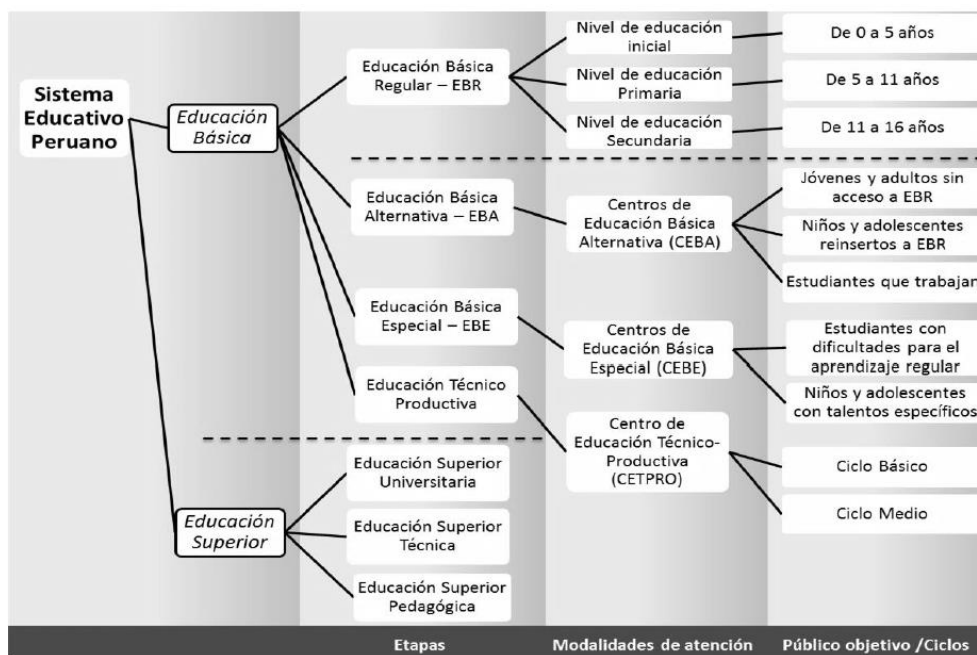 Sistema
Educativo
Peruano
Educación
Básica
Educación Básica
Regular – EBR
Nivel de educación
inicial
De 0 a 5 años
Nivel de educación
Primaria
De 5 a 11 años
Nivel de educación
Secundaria
De 11 a 16 años
Educación Básica
Alternativa – EBA
Centros de
Educación Básica
Alternativa (CEBA)
Jóvenes y adultos sin
acceso a EBR
Niños y adolescentes
reinsertos a EBR
Estudiantes que trabajan
Educación Básica
Especial – EBE
Centros de
Educación Básica
Especial (CEBE)
Estudiantes con
dificultades para el
aprendizaje regular
Niños y adolescentes
con talentos específicos
Educación Técnico
Productiva
Centro de
Educación Técnico-
Productiva
(CETPRO)
Ciclo Básico
Ciclo Medio
Educación
Superior
Educación Superior
Universitaria
Educación Superior
Técnica
Educación Superior
Pedagógica
Etapas
Modalidades de atención
Público objetivo /Ciclos